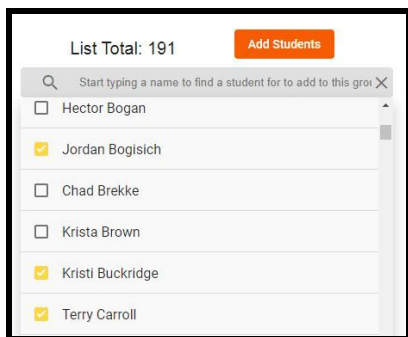 List Total: 191
Add Students
Start typing a name to find a student for to add to this grou
Hector Bogan
Jordan Bogisich
Chad Brekke
Krista Brown
Kristi Buckridge
Terry Carroll